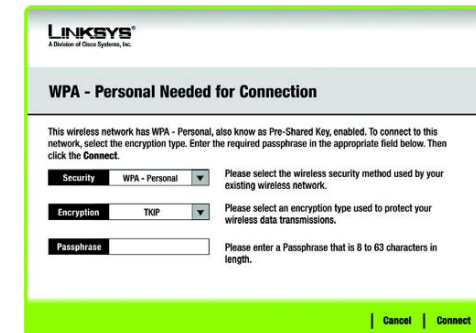 LINKSYS®
A Division of Cisco Systems, Inc.
WPA - Personal Needed for Connection
This wireless network has WPA - Personal, also know as Pre-Shared Key, enabled. To connect to this
network, select the encryption type. Enter the required passphrase in the appropriate field below. Then
click the Connect.
Security WPA - Personal
Please select the wireless security method used by your
existing wireless network.
Encryption TKIP
Please select an encryption type used to protect your
wireless data transmissions.
Passphrase
Please enter a Passphrase that is 8 to 63 characters in
length.
Cancel Connect